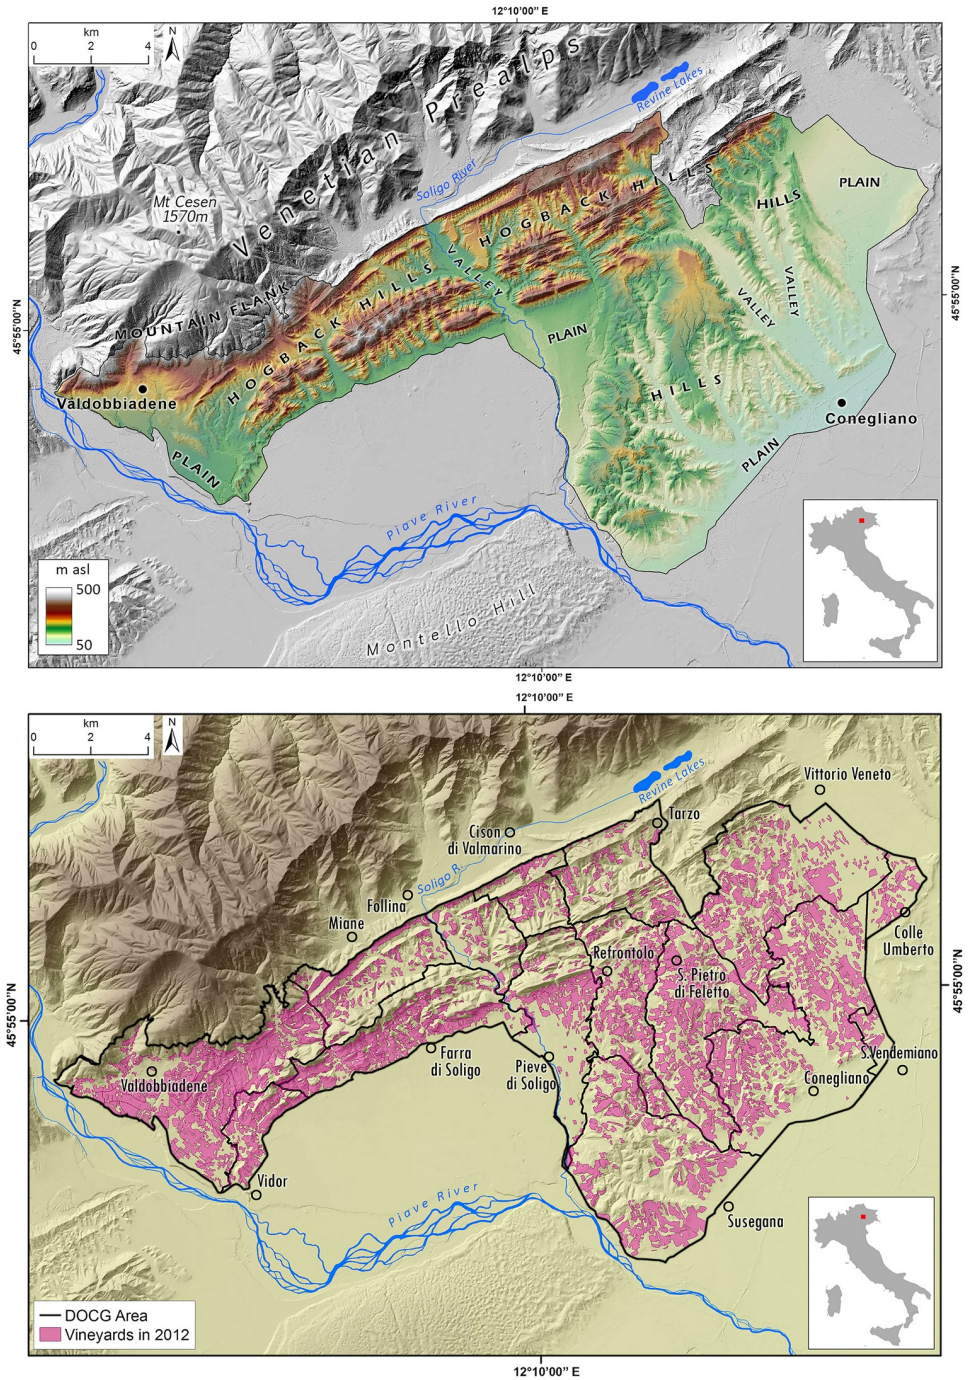 12°10'00" E
km
0 2 4
N
Revine Lakes
Venetian Prealps
Soligo River
Mt Cesen
1570m
HOGBACK HILLS
HILLS
PLAIN
VALLEY
VALLEY
VALLEY
MOUNTAIN FLANK
HOGBACK HILLS
PLAIN
45°55'00"N
45°55'00"N
HILLS
Valdobbiadene
Conegliano
PLAIN
PLAIN
Piave River
Montello Hill
m asl
500
50
12°10'00" E
12°10'00" E
km
0 2 4
N
Revine Lakes
Vittorio Veneto
Tarzo
Cison
di Valmarino
Soligo R.
Follina
Miane
Colle
Umberto
Refrontolo
S. Pietro
di Feletto
45°55'00"N
45°55'00"N
Farra
di Soligo
Pieve
di Soligo
S.Vendemiano
Valdobbiadene
Conegliano
Vidor
Piave River
Susegana
DOCG Area
Vineyards in 2012
12°10'00" E